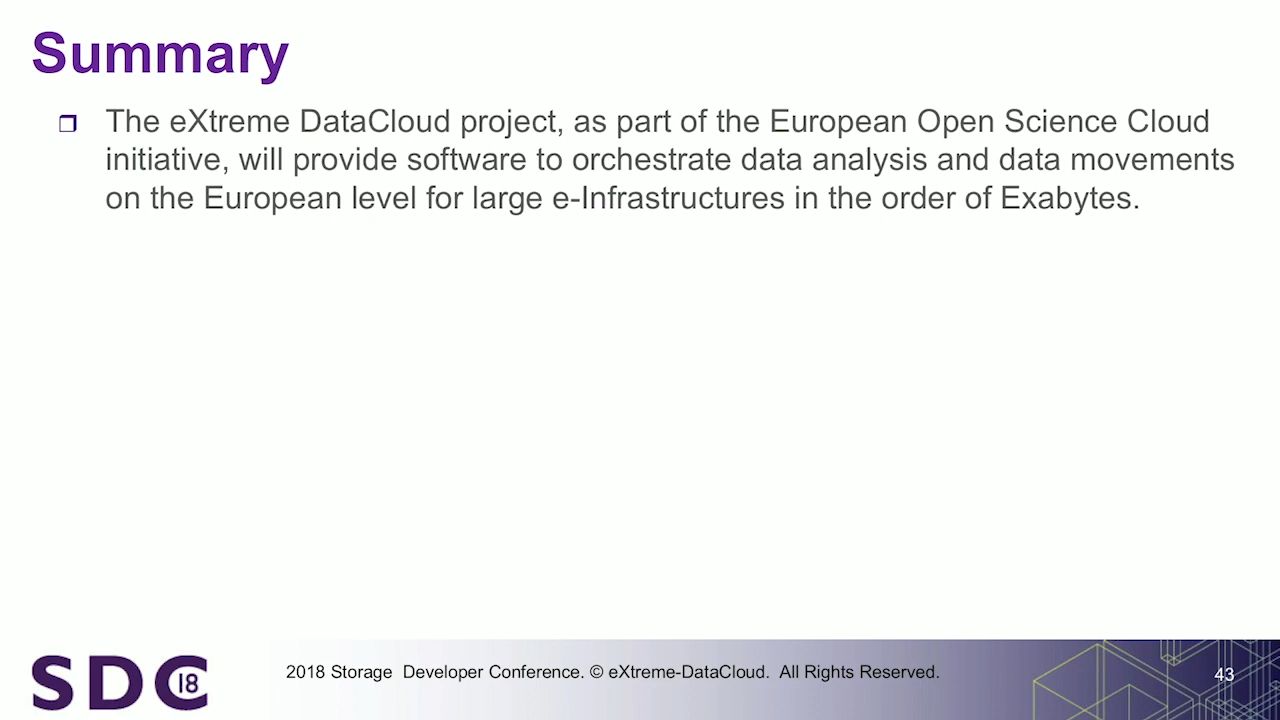 Summary
The eXtreme DataCloud project, as part of the European Open Science Cloud
initiative, will provide software to orchestrate data analysis and data movements
on the European level for large e-Infrastructures in the order of Exabytes.
SDC 18
2018 Storage  Developer Conference. © eXtreme-DataCloud.  All Rights Reserved.
43